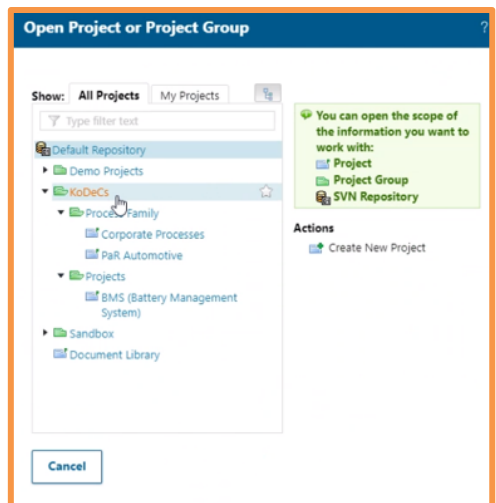 Open Project or Project Group
?
Show: All Projects My Projects
Type filter text
Default Repository
Demo Projects
KoDeCs
Process Family
Corporate Processes
PaR Automotive
Projects
BMS (Battery Management
System)
Sandbox
Document Library
You can open the scope of
the information you want to
work with:
Project
Project Group
SVN Repository
Actions
Create New Project
Cancel